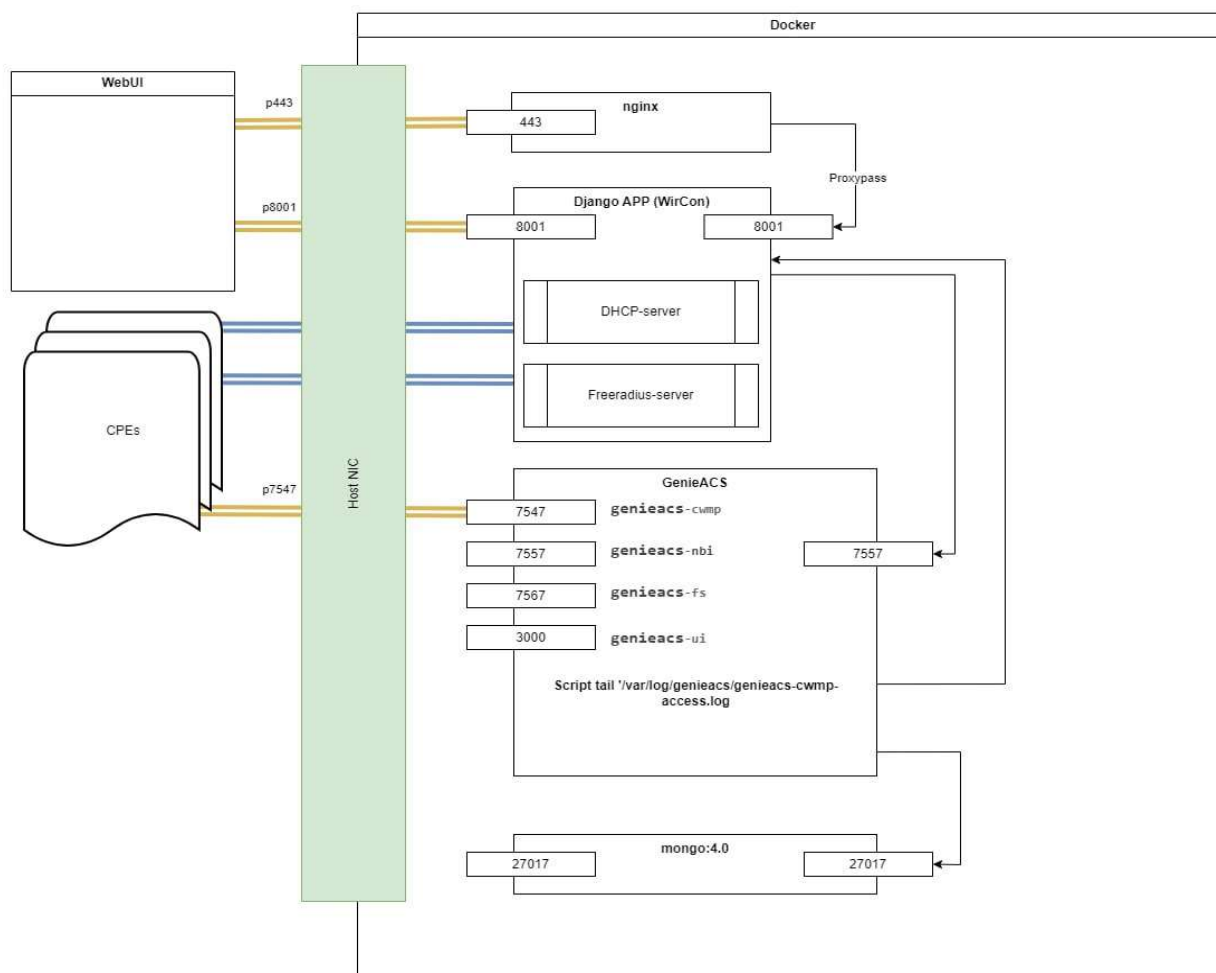 Docker
WebUI
p443
nginx
443
Proxypass
p8001
Django APP (WirCon)
8001
8001
DHCP-server
Freeradius-server
CPEs
Host NIC
p7547
GenieACS
7547
genieacs-cwmp
7557
genieacs-nbi
7557
7567
genieacs-fs
3000
genieacs-ui
Script tail '/var/log/genieacs/genieacs-cwmp-
access.log
mongo:4.0
27017
27017